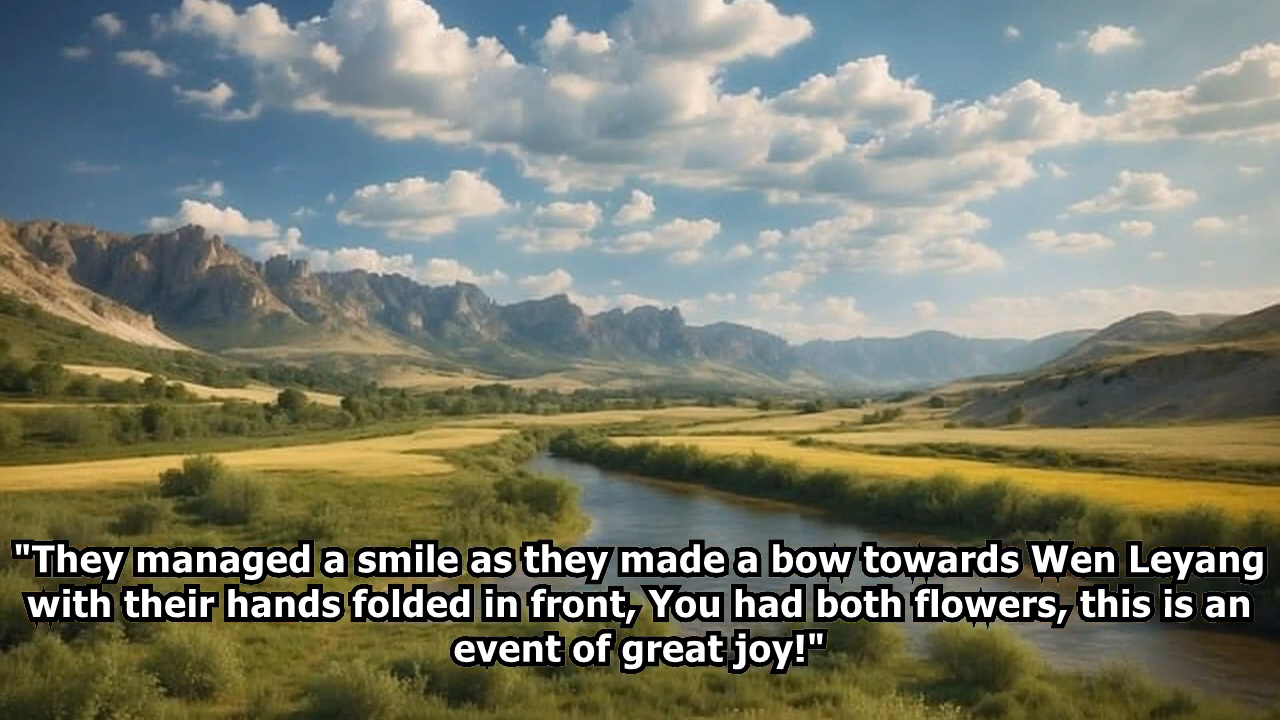 "They managed a smile as they made a bow towards Wen Leyang
with their hands folded in front, You had both flowers, this is an
event of great joy!"